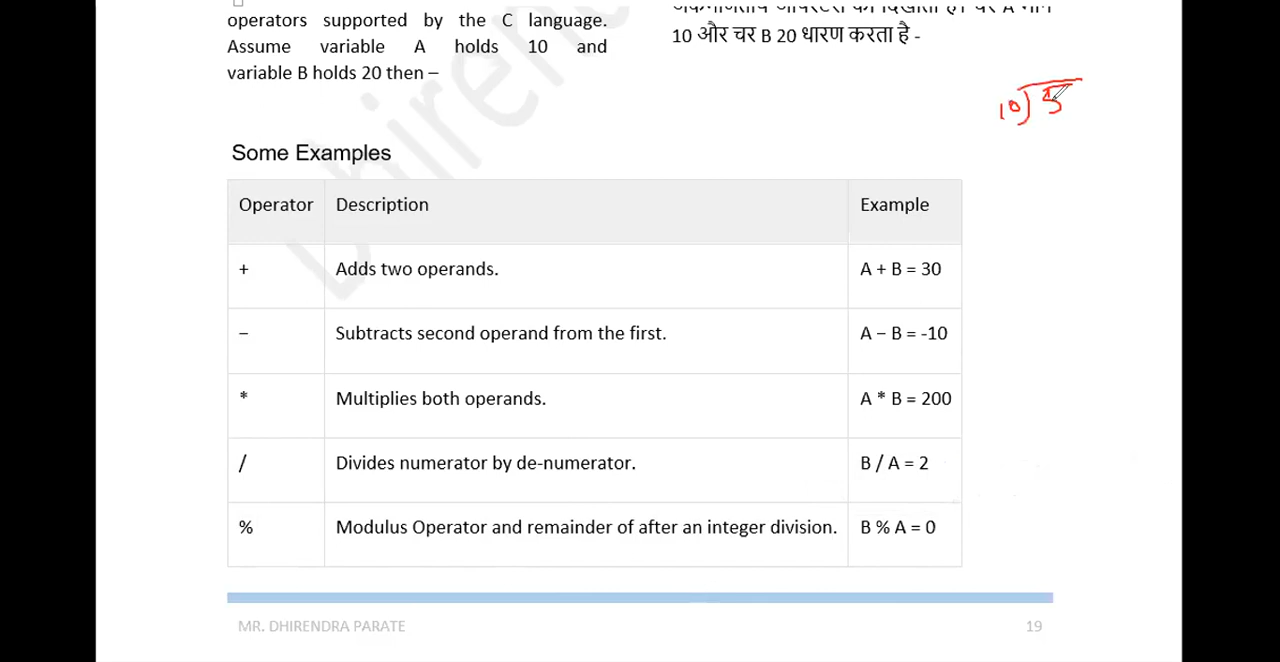 operators supported by the C language.
Assume variable A holds 10 and
variable B holds 20 then –
10 और चर B 20 धारण करता है -
10 5
Some Examples
Operator Description Example
+ Adds two operands. A + B = 30
− Subtracts second operand from the first. A − B = -10
* Multiplies both operands. A * B = 200
/ Divides numerator by de-numerator. B / A = 2
% Modulus Operator and remainder of after an integer division. B % A = 0
MR. DHIRENDRA PARATE 19